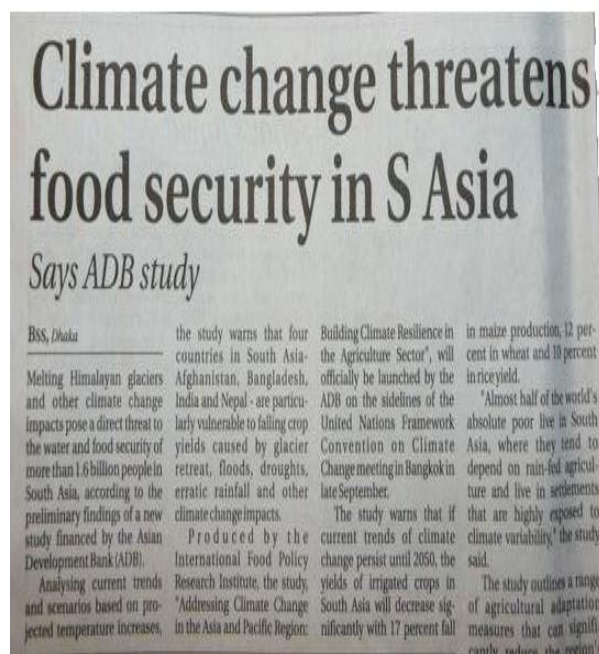 Climate change threatens
food security in S Asia
Says ADB study
BSS, Dhaka
Melting Himalayan glaciers
and other climate change
impacts pose a direct threat to
the water and food security of
more than 1.6 billion people in
South Asia, according to the
preliminary findings of a new
study financed by the Asian
Development Bank (ADB).
Analysing current trends
and scenarios based on pro-
jected temperature increases,
the study warns that four
countries in South Asia-
Afghanistan, Bangladesh,
India and Nepal - are particu-
larly vulnerable to falling crop
yields caused by glacier
retreat, floods, droughts,
erratic rainfall and other
climate change impacts.
Produced by the
International Food Policy
Research Institute, the study,
"Addressing Climate Change
in the Asia and Pacific Region:
Building Climate Resilience in
the Agriculture Sector", will
officially be launched by the
ADB on the sidelines of the
United Nations Framework
Convention on Climate
Change meeting in Bangkok in
late September.
The study warns that if
current trends of climate
change persist until 2050, the
yields of irrigated crops in
South Asia will decrease sig-
nificantly with 17 percent fall
in maize production, 12 per-
cent in wheat and 10 percent
in rice yield.
"Almost half of the world's
absolute poor live in South
Asia, where they tend to
depend on rain-fed agricul-
ture and live in settlements
that are highly exposed to
climate variability," the study
said.
The study outlines a range
of agricultural adaptation
measures that can signifi
cantly reduce the region's